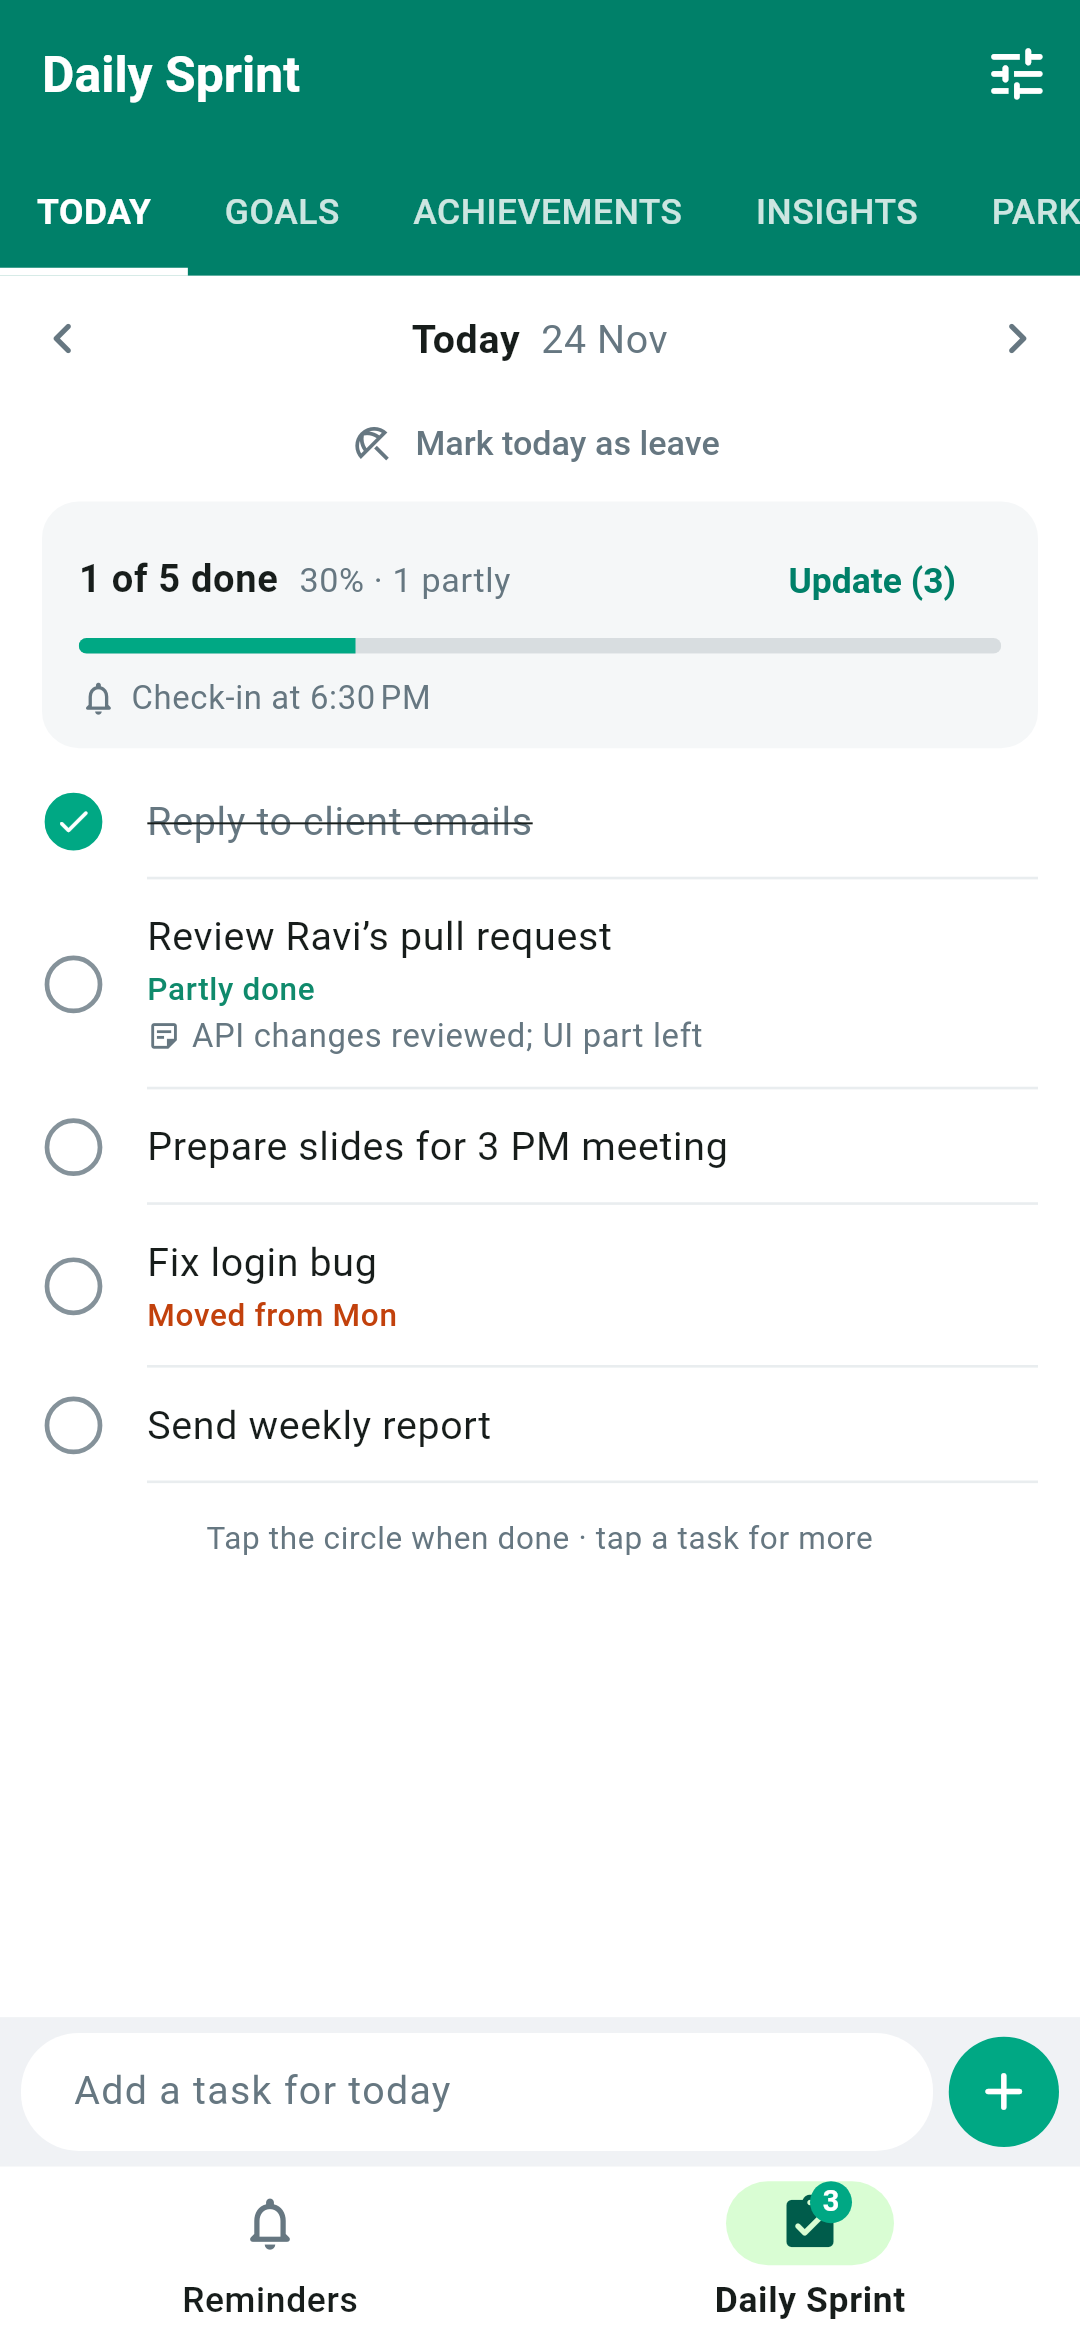 Daily Sprint
TODAY GOALS ACHIEVEMENTS INSIGHTS PARK
Today 24 Nov
Mark today as leave
1 of 5 done 30% · 1 partly Update (3)
Check-in at 6:30 PM
Reply to client emails
Review Ravi’s pull request
Partly done
API changes reviewed; UI part left
Prepare slides for 3 PM meeting
Fix login bug
Moved from Mon
Send weekly report
Tap the circle when done · tap a task for more
Add a task for today
3
Reminders Daily Sprint